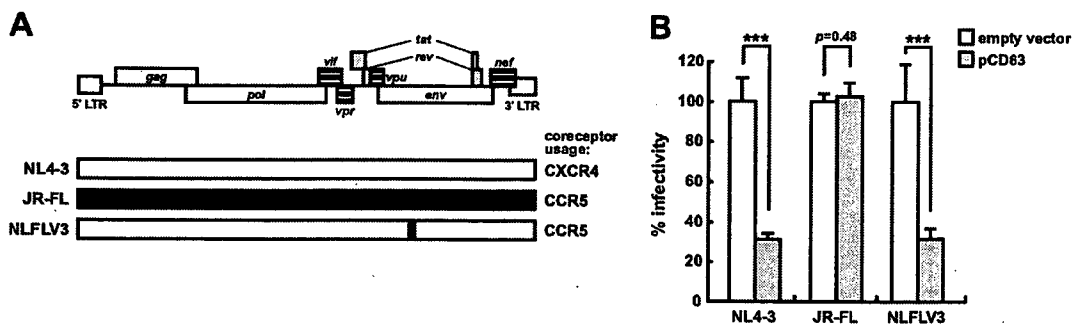 A
tat
rev
vif
vpu
nef
gag
5' LTR
pol
vpr
env
3' LTR
coreceptor
usage:
NL4-3
CXCR4
JR-FL
CCR5
NLFLV3
CCR5
B
empty vector
pCD63
***
p=0.48
***
% infectivity
120
100
80
60
40
20
0
NL4-3
JR-FL
NLFLV3